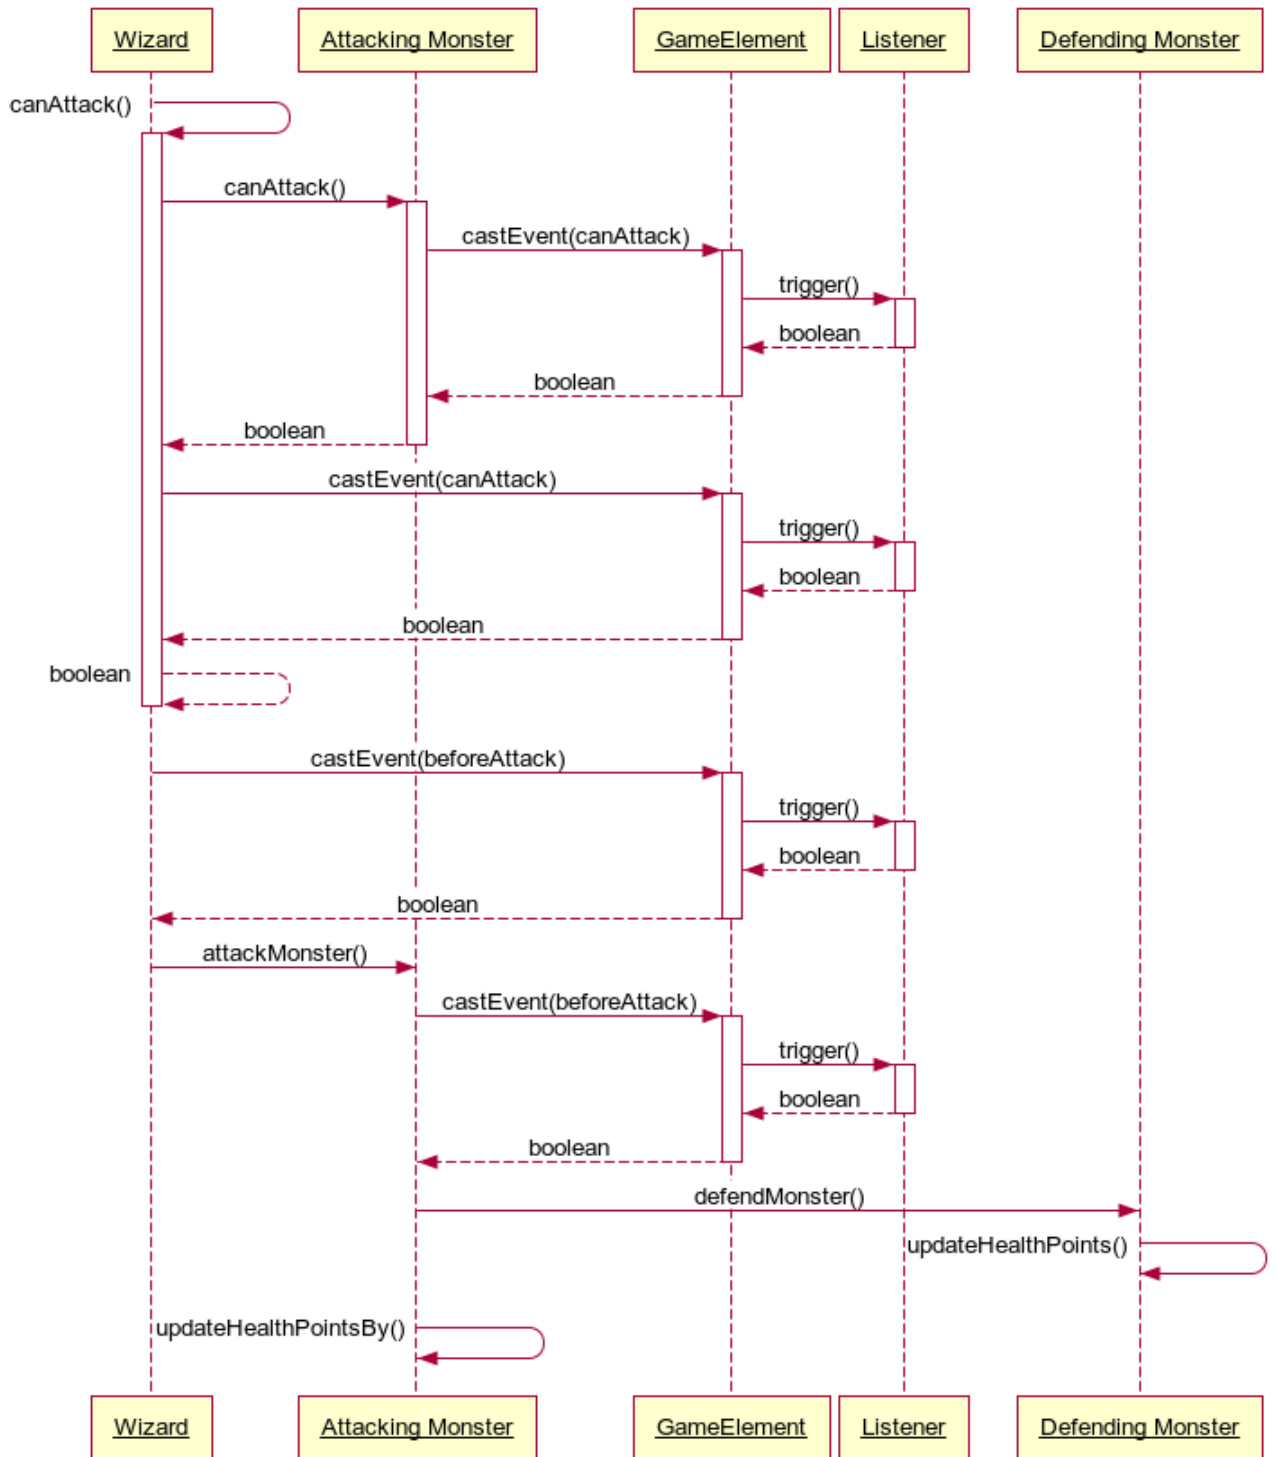 Wizard
Attacking Monster
GameElement
Listener
Defending Monster
canAttack()
canAttack()
castEvent(canAttack)
trigger()
boolean
boolean
boolean
castEvent(canAttack)
trigger()
boolean
boolean
boolean
castEvent(beforeAttack)
trigger()
boolean
boolean
attackMonster()
castEvent(beforeAttack)
trigger()
boolean
boolean
defendMonster()
updateHealthPoints()
updateHealthPointsBy()
Wizard
Attacking Monster
GameElement
Listener
Defending Monster